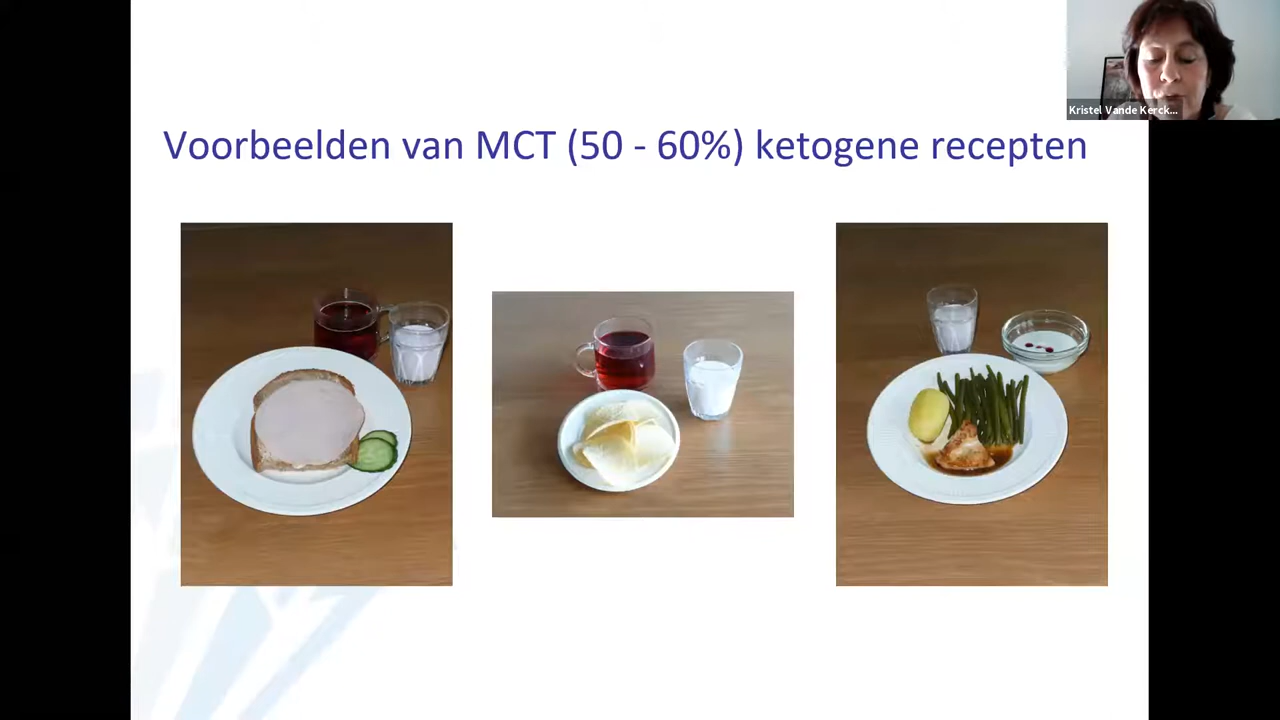 Kristel Vande Kerck...
Voorbeelden van MCT (50 - 60%) ketogene recepten